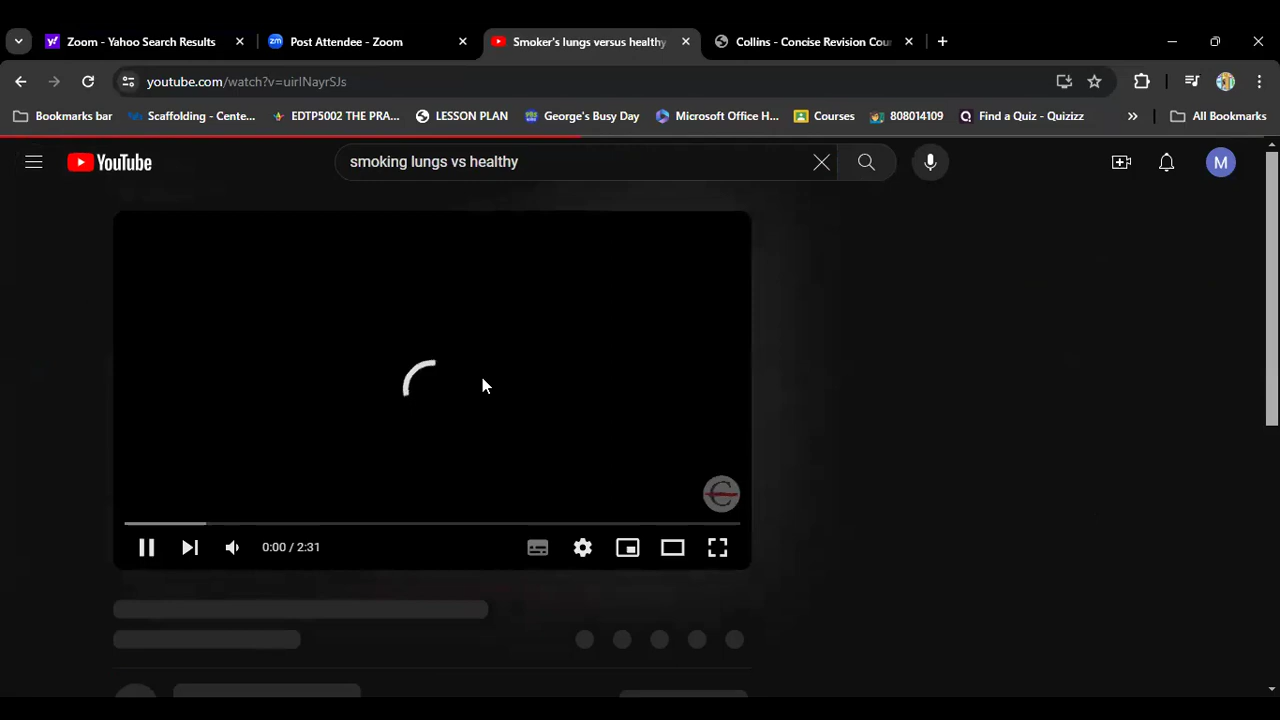 Zoom - Yahoo Search Results
Post Attendee - Zoom
Smoker's lungs versus healthy
Collins - Concise Revision Cou
youtube.com/watch?v=uirlNayrSJs
Bookmarks bar
Scaffolding - Cente...
EDTP5002 THE PRA...
LESSON PLAN
George's Busy Day
Microsoft Office H...
Courses
808014109
Find a Quiz - Quizizz
All Bookmarks
YouTube
smoking lungs vs healthy
M
0:00 / 2:31